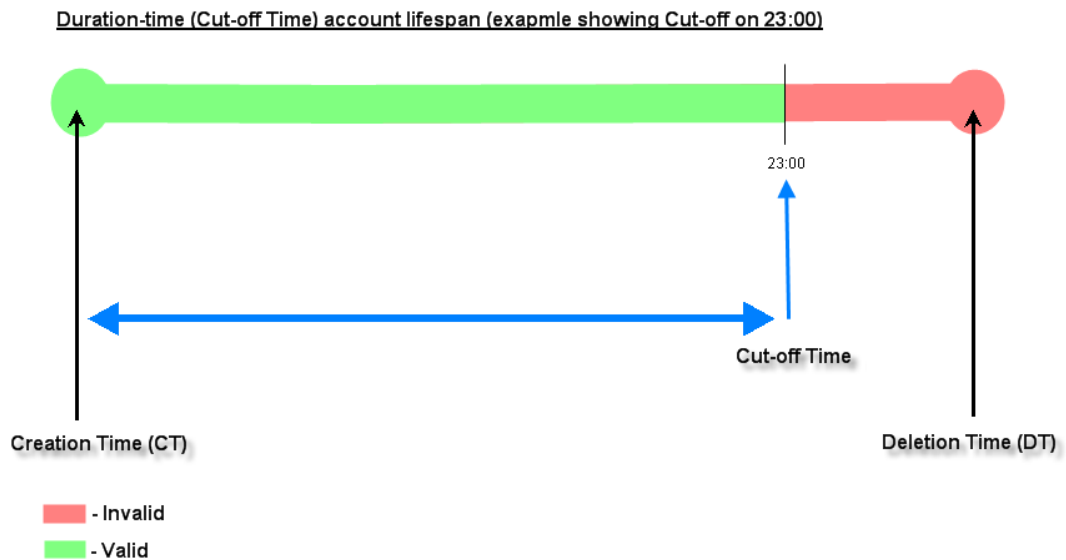 Duration-time (Cut-off Time) account lifespan (exapmle showing Cut-off on 23:00)
23:00
Cut-off Time
Creation Time (CT)
Deletion Time (DT)
- Invalid
- Valid